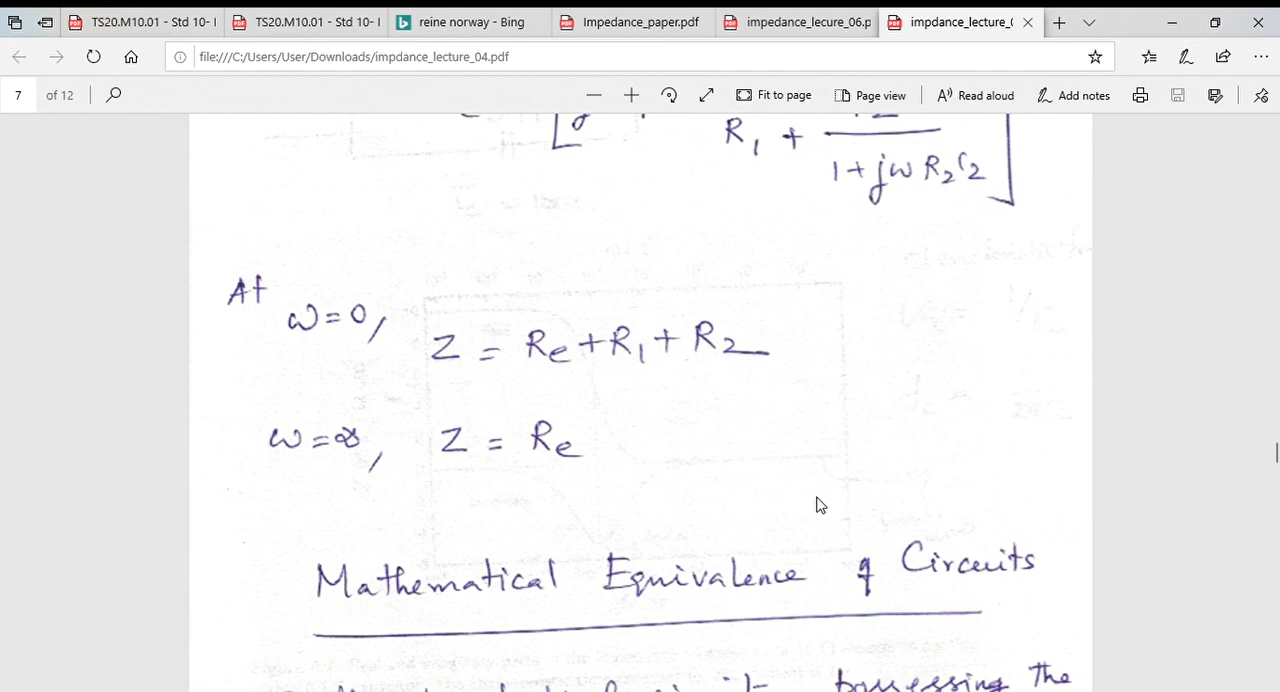 TS20.M10.01 - Std 10- I
TS20.M10.01 - Std 10- I
reine norway - Bing
Impedance_paper.pdf
impedance_lecure_06.p
impdance_lecture_(
file:///C:/Users/User/Downloads/impdance_lecture_04.pdf
7 of 12
Fit to page
Page view
Read aloud
Add notes
R₁ +
1 + jω R₂C₂
At
ω = 0,
Z = Re + R₁ + R₂
ω = ∞, Z = Re
Mathematical Equivalence of Circuits
possessing the